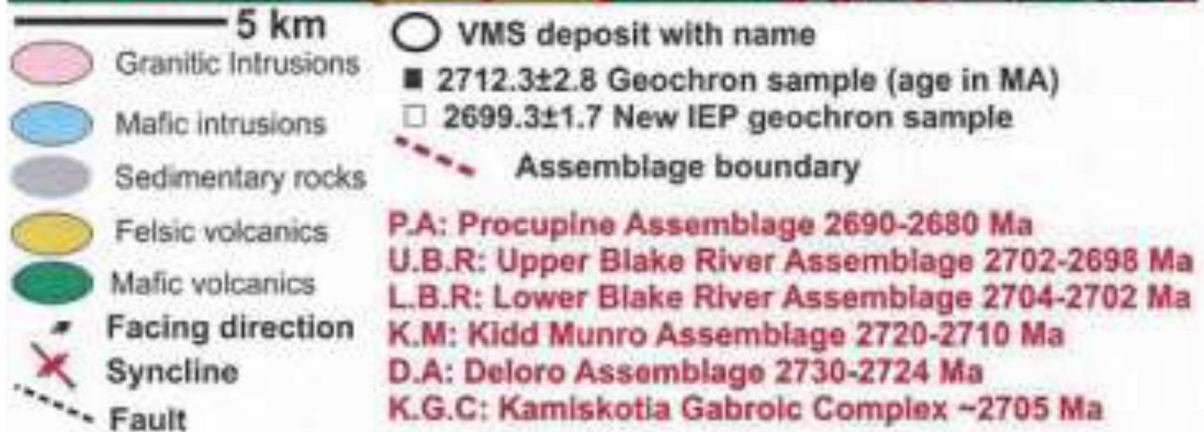 5 km
Granitic Intrusions
Mafic intrusions
Sedimentary rocks
Felsic volcanics
Mafic volcanics
Facing direction
Syncline
Fault
VMS deposit with name
2712.3±2.8 Geochron sample (age in MA)
2699.3±1.7 New IEP geochron sample
Assemblage boundary
P.A: Procupine Assemblage 2690-2680 Ma
U.B.R: Upper Blake River Assemblage 2702-2698 Ma
L.B.R: Lower Blake River Assemblage 2704-2702 Ma
K.M: Kidd Munro Assemblage 2720-2710 Ma
D.A: Deloro Assemblage 2730-2724 Ma
K.G.C: Kamiskotia Gabroic Complex ~2705 Ma